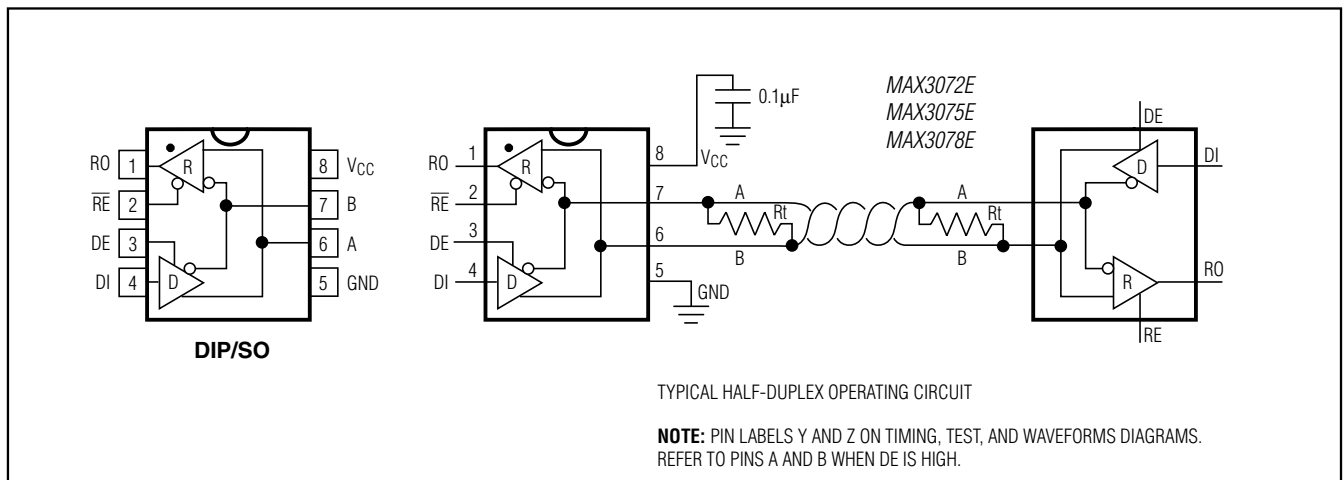 RO 1
RE 2
DE 3
DI 4
R
D
8 VCC
7 B
6 A
5 GND
DIP/SO
RO 1
RE 2
DE 3
DI 4
R
D
0.1µF
8 VCC
7 A
Rt
6 B
5 GND
MAX3072E
MAX3075E
MAX3078E
A
Rt
B
DE
D
DI
R
RO
RE
TYPICAL HALF-DUPLEX OPERATING CIRCUIT
NOTE: PIN LABELS Y AND Z ON TIMING, TEST, AND WAVEFORMS DIAGRAMS.
REFER TO PINS A AND B WHEN DE IS HIGH.